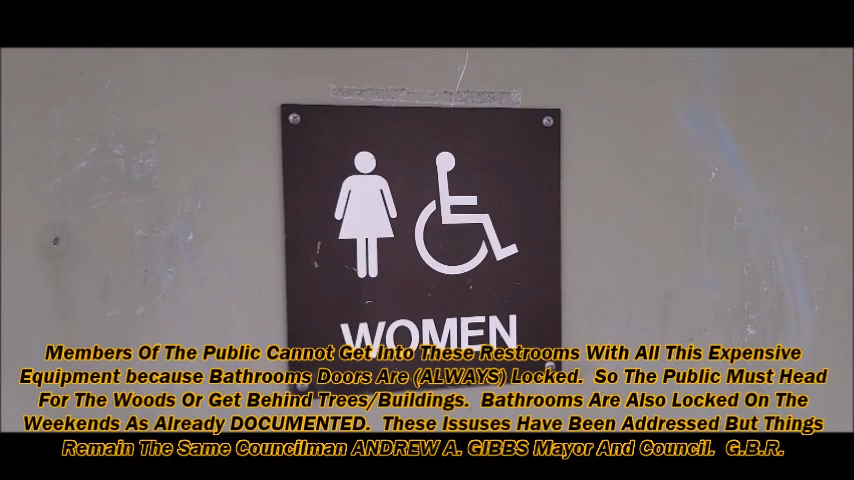 WOMEN
Members Of The Public Cannot Get Into These Restrooms With All This Expensive
Equipment because Bathrooms Doors Are (ALWAYS) Locked. So The Public Must Head
For The Woods Or Get Behind Trees/Buildings. Bathrooms Are Also Locked On The
Weekends As Already DOCUMENTED. These Issuses Have Been Addressed But Things
Remain The Same Councilman ANDREW A. GIBBS Mayor And Council. G.B.R.